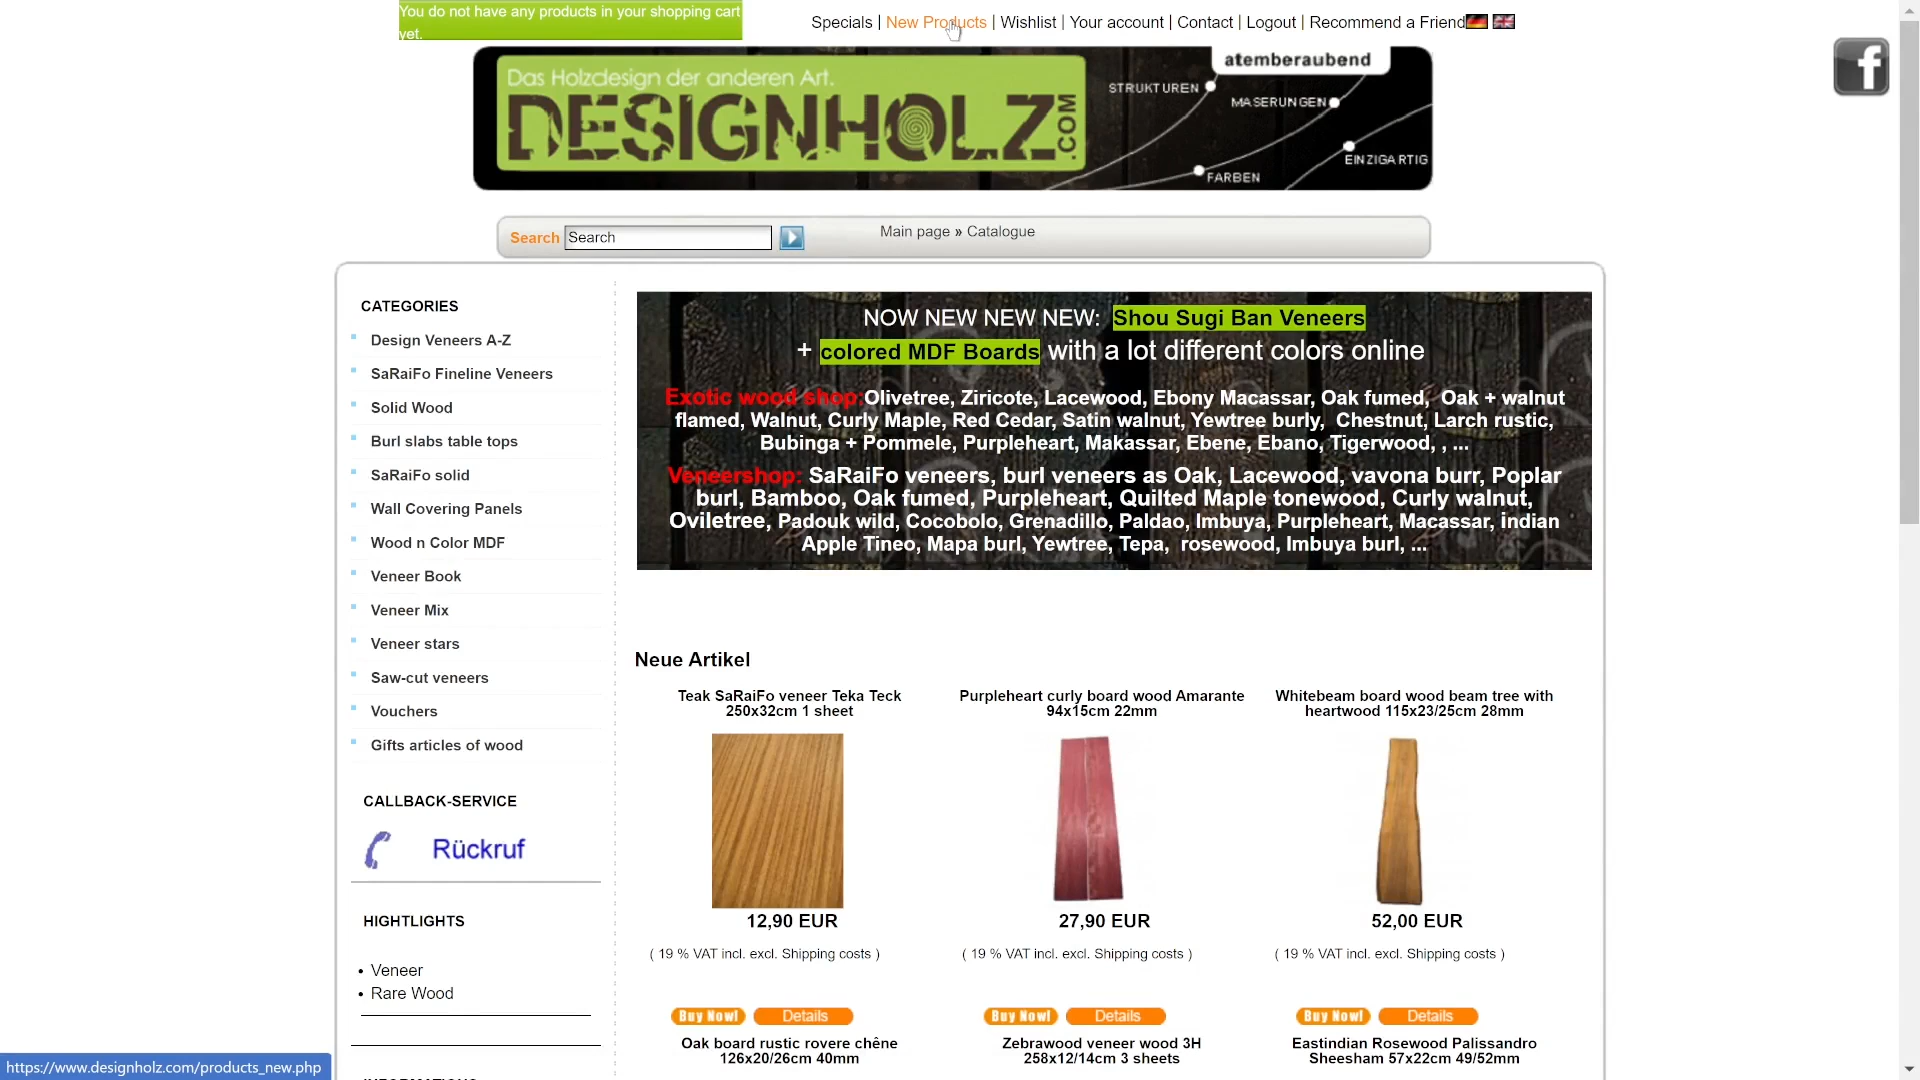 You do not have any products in your shopping cart
yet.
Specials | New Products | Wishlist | Your account | Contact | Logout | Recommend a Friend
Das Holzdesign der anderen Art.
DESIGNHOLZ.COM
atemberaubend
STRUKTUREN
MASERUNGEN
EINZIGARTIG
FARBEN
Search Search
Main page » Catalogue
CATEGORIES
Design Veneers A-Z
SaRaiFo Fineline Veneers
Solid Wood
Burl slabs table tops
SaRaiFo solid
Wall Covering Panels
Wood n Color MDF
Veneer Book
Veneer Mix
Veneer stars
Saw-cut veneers
Vouchers
Gifts articles of wood
CALLBACK-SERVICE
Rückruf
HIGHTLIGHTS
• Veneer
• Rare Wood
NOW NEW NEW NEW: Shou Sugi Ban Veneers
+ colored MDF Boards with a lot different colors online
Exotic wood shop:Olivetree, Ziricote, Lacewood, Ebony Macassar, Oak fumed, Oak + walnut
flamed, Walnut, Curly Maple, Red Cedar, Satin walnut, Yewtree burly, Chestnut, Larch rustic,
Bubinga + Pommele, Purpleheart, Makassar, Ebene, Ebano, Tigerwood, , ...
Veneershop: SaRaiFo veneers, burl veneers as Oak, Lacewood, vavona burr, Poplar
burl, Bamboo, Oak fumed, Purpleheart, Quilted Maple tonewood, Curly walnut,
Oviletree, Padouk wild, Cocobolo, Grenadillo, Paldao, Imbuya, Purpleheart, Macassar, indian
Apple Tineo, Mapa burl, Yewtree, Tepa, rosewood, Imbuya burl, ...
Neue Artikel
Teak SaRaiFo veneer Teka Teck
250x32cm 1 sheet
12,90 EUR
( 19 % VAT incl. excl. Shipping costs )
Buy Now! Details
Purpleheart curly board wood Amarante
94x15cm 22mm
27,90 EUR
( 19 % VAT incl. excl. Shipping costs )
Buy Now! Details
Whitebeam board wood beam tree with
heartwood 115x23/25cm 28mm
52,00 EUR
( 19 % VAT incl. excl. Shipping costs )
Buy Now! Details
Oak board rustic rovere chêne
126x20/26cm 40mm
Zebrawood veneer wood 3H
258x12/14cm 3 sheets
Eastindian Rosewood Palissandro
Sheesham 57x22cm 49/52mm
https://www.designholz.com/products_new.php